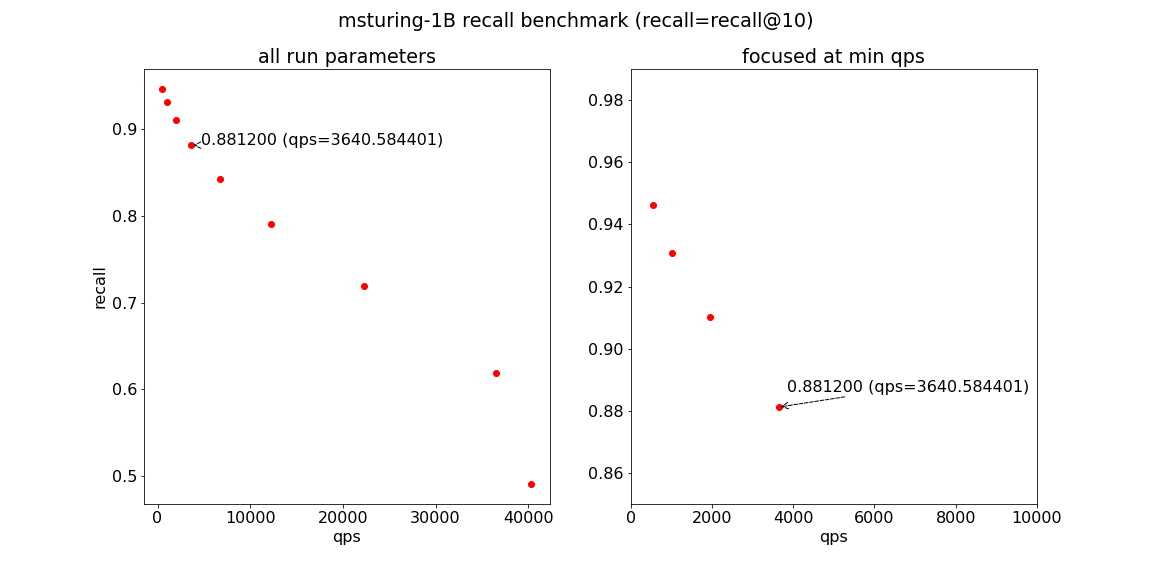 msturing-1B recall benchmark (recall=recall@10)
all run parameters
0.9
0.8
0.7
0.6
0.5
recall
0.881200 (qps=3640.584401)
0
10000
20000
30000
40000
qps
focused at min qps
0.98
0.96
0.94
0.92
0.90
0.88
0.86
0.881200 (qps=3640.584401)
0
2000
4000
6000
8000
10000
qps